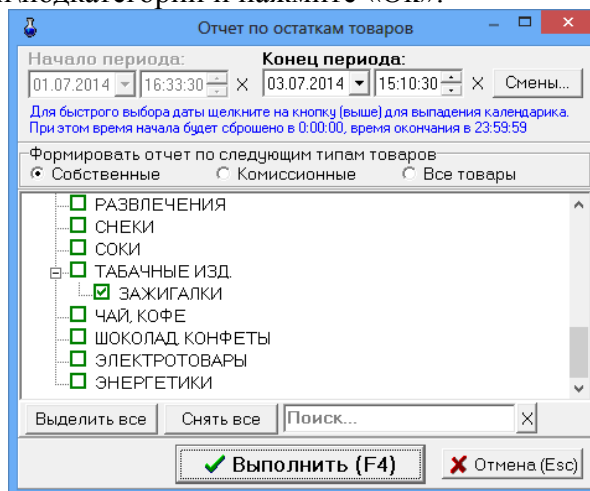 подкатегории и нажмите «Ок».
Отчет по остаткам товаров
Начало периода: Конец периода:
01.07.2014 16:33:30 X 03.07.2014 15:10:30 X Смены...
Для быстрого выбора даты щелкните на кнопку (выше) для выпадения календарика.
При этом время начала будет сброшено в 0:00:00, время окончания в 23:59:59
Формировать отчет по следующим типам товаров
Собственные Комиссионные Все товары
РАЗВЛЕЧЕНИЯ
СНЕКИ
СОКИ
ТАБАЧНЫЕ ИЗД.
ЗАЖИГАЛКИ
ЧАЙ, КОФЕ
ШОКОЛАД, КОНФЕТЫ
ЭЛЕКТРОТОВАРЫ
ЭНЕРГЕТИКИ
Выделить все Снять все Поиск... X
Выполнить (F4) Отмена (Esc)